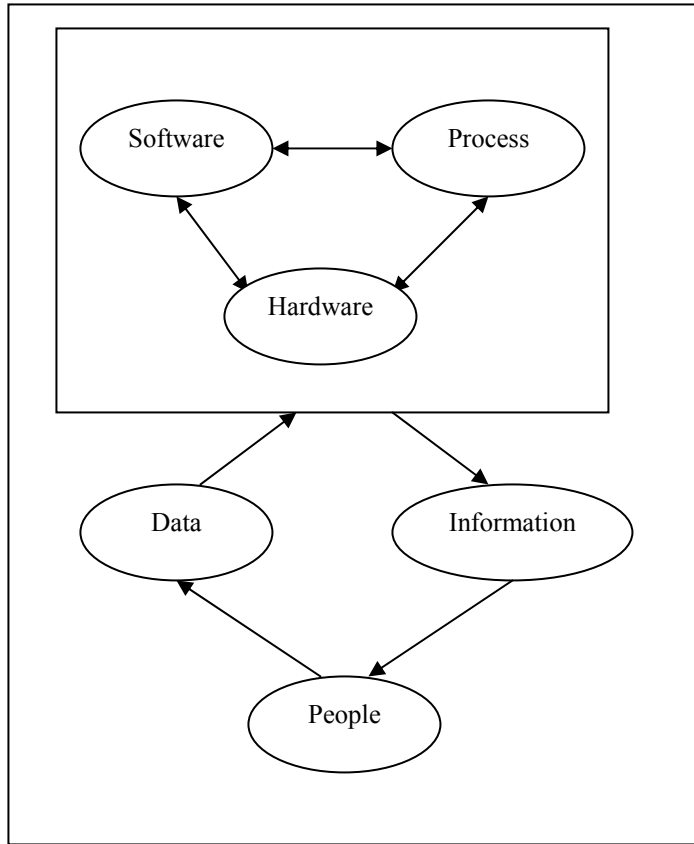 Software
Process
Hardware
Data
Information
People